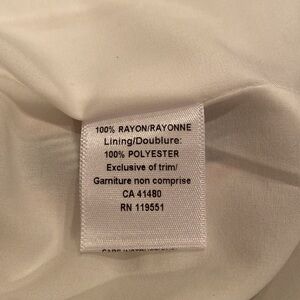 100% RAYON/RAYONNE
Lining/Doublure:
100% POLYESTER
Exclusive of trim/
Garniture non comprise
CA 41480
RN 119551